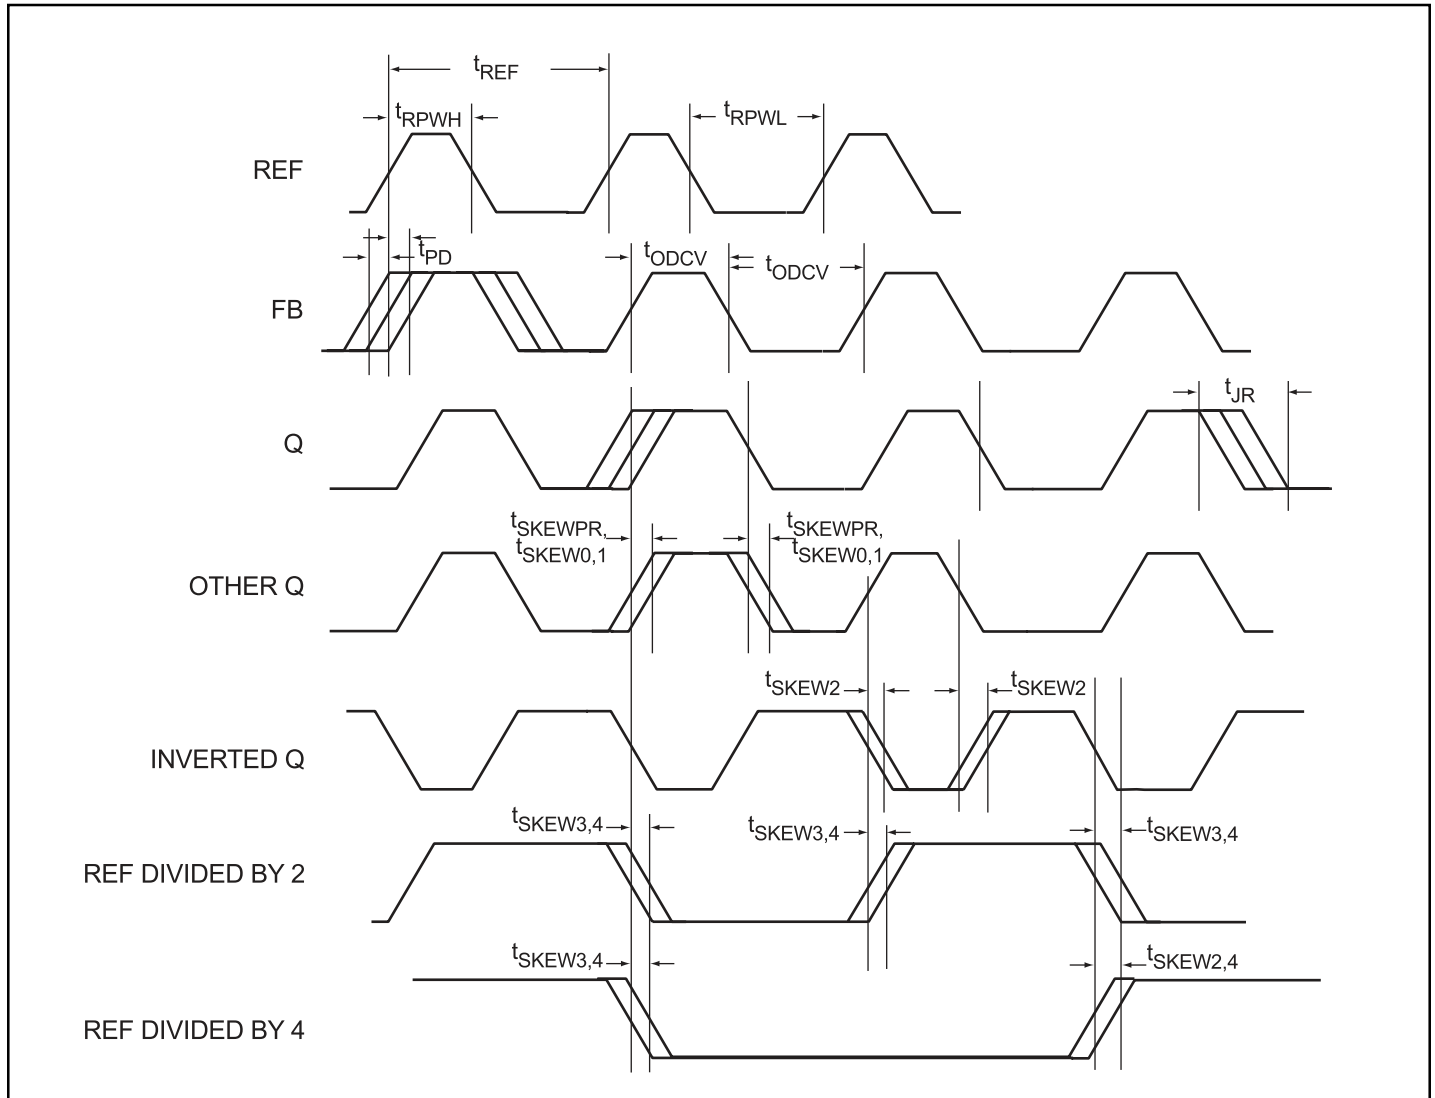 tREF
tRPWH
tRPWL
REF
tPD
tODCV
tODCV
FB
tJR
Q
tSKEWPR,
tSKEW0,1
tSKEWPR,
tSKEW0,1
OTHER Q
tSKEW2
tSKEW2
INVERTED Q
tSKEW3,4
tSKEW3,4
tSKEW3,4
REF DIVIDED BY 2
tSKEW3,4
tSKEW2,4
REF DIVIDED BY 4